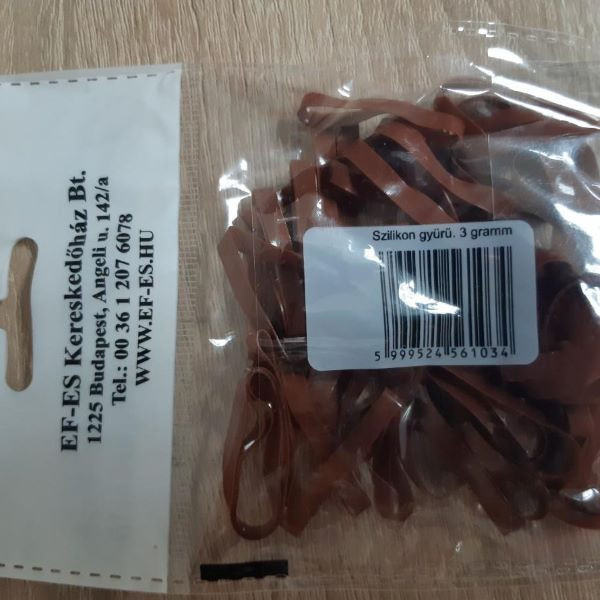 EF-ES Kereskedőház Bt.
1225 Budapest, Angeli u. 142/a
Tel.: 00 36 1 207 6078
WWW.EF-ES.HU
Szilikon gyűrű. 3 gramm
5 999524 561034